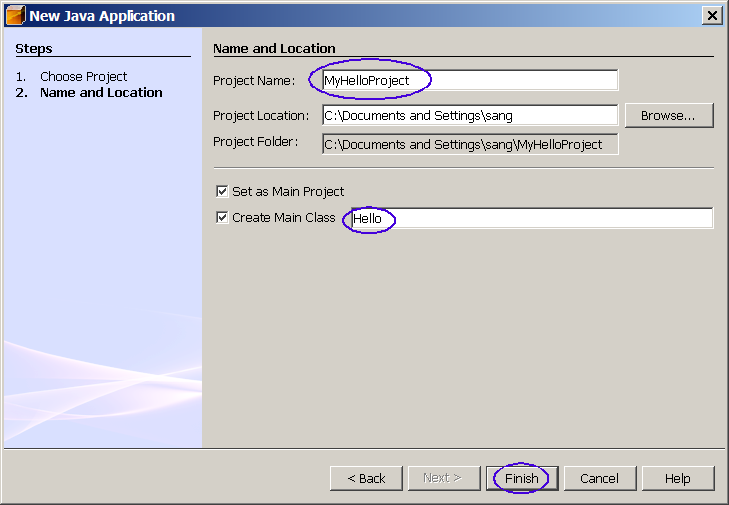 New Java Application
Steps
1. Choose Project
2. Name and Location
Name and Location
Project Name: MyHelloProject
Project Location: C:\Documents and Settings\sang Browse...
Project Folder: C:\Documents and Settings\sang\MyHelloProject
Set as Main Project
Create Main Class Hello
< Back Next > Finish Cancel Help